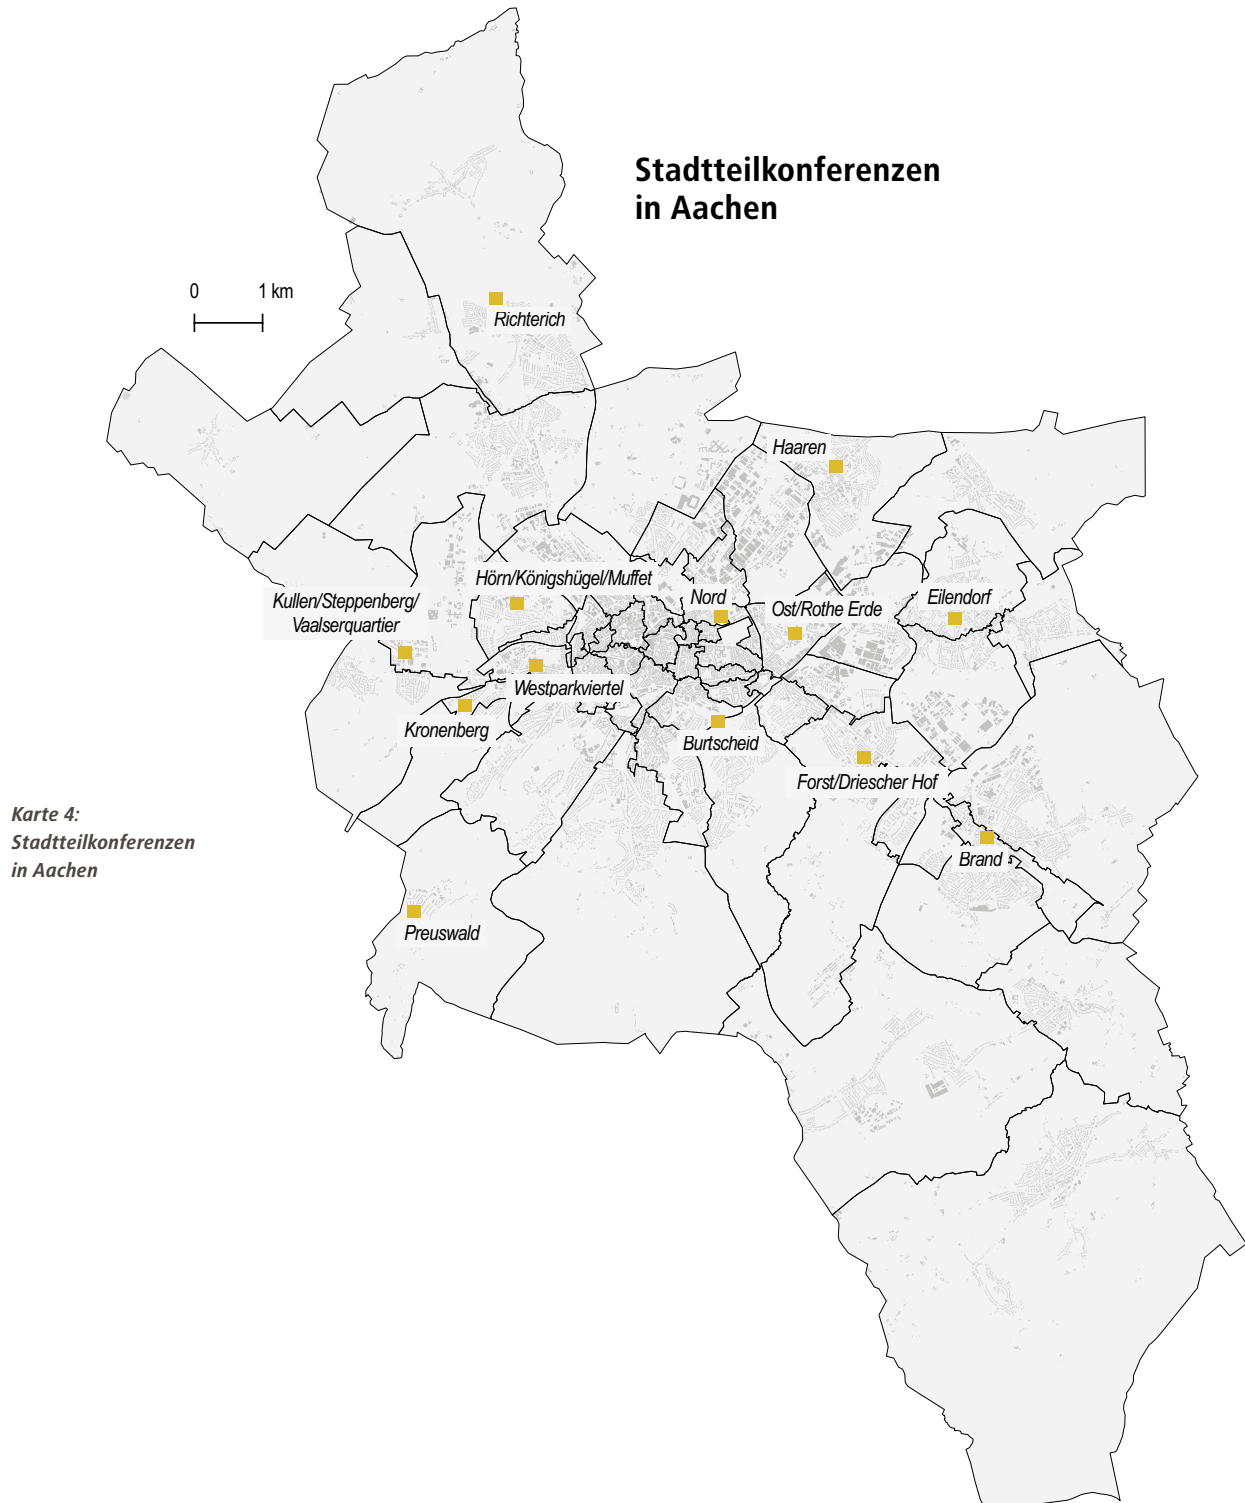 Stadtteilkonferenzen
in Aachen
0 1 km
Richterich
Haaren
Hörn/Königshügel/Muffet
Kullen/Steppenberg/
Vaalserquartier
Nord
Ost/Rothe Erde
Eilendorf
Westparkviertel
Kronenberg
Burtscheid
Forst/Driescher Hof
Brand
Preuswald
Karte 4:
Stadtteilkonferenzen
in Aachen